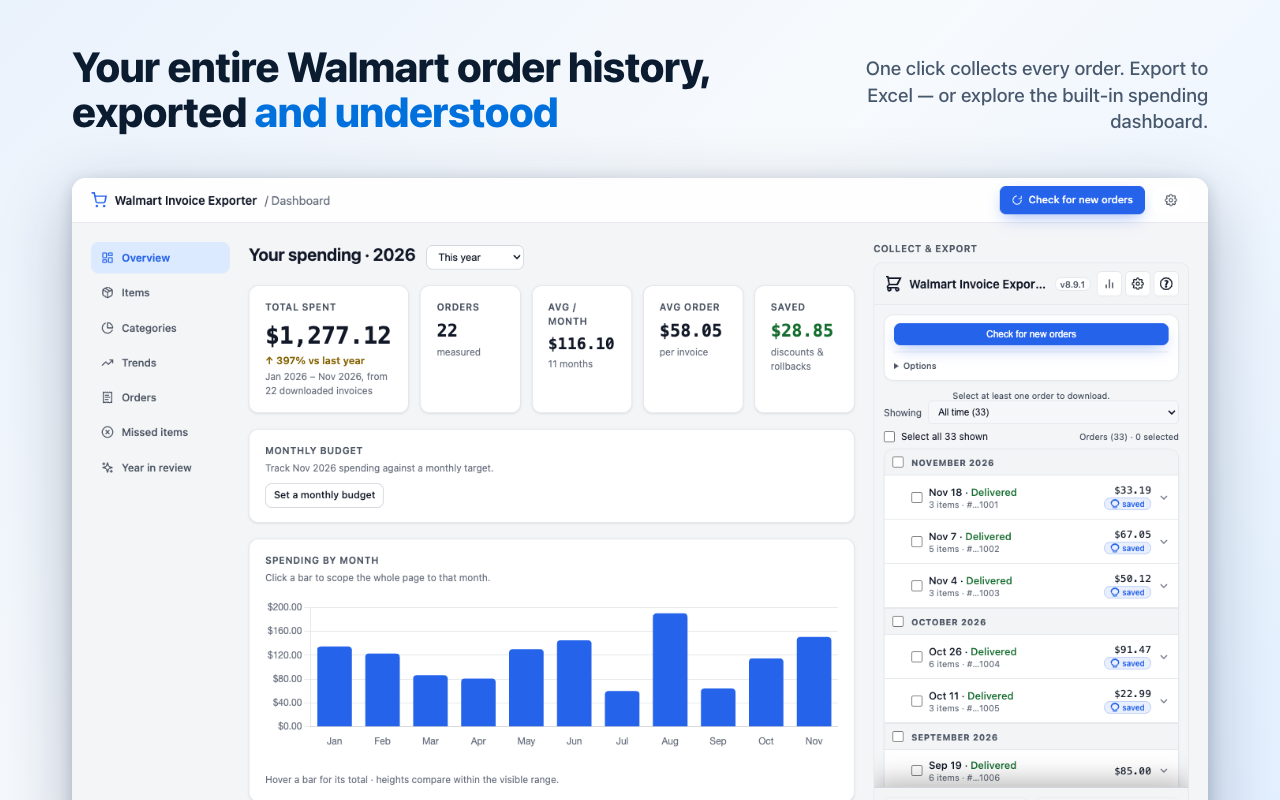 Your entire Walmart order history,
exported and understood
One click collects every order. Export to
Excel — or explore the built-in spending
dashboard.
Walmart Invoice Exporter / Dashboard
Check for new orders
Overview
Items
Categories
Trends
Orders
Missed items
Year in review
Your spending · 2026
This year
TOTAL SPENT
$1,277.12
↑ 397% vs last year
Jan 2026 – Nov 2026, from
22 downloaded invoices
ORDERS
22
measured
AVG /
MONTH
$116.10
11 months
AVG ORDER
$58.05
per invoice
SAVED
$28.85
discounts &
rollbacks
MONTHLY BUDGET
Track Nov 2026 spending against a monthly target.
Set a monthly budget
SPENDING BY MONTH
Click a bar to scope the whole page to that month.
$200.00
$160.00
$120.00
$80.00
$40.00
$0.00
Jan Feb Mar Apr May Jun Jul Aug Sep Oct Nov
Hover a bar for its total · heights compare within the visible range.
COLLECT & EXPORT
Walmart Invoice Expor... v8.9.1
Check for new orders
Options
Select at least one order to download.
Showing All time (33)
Select all 33 shown Orders (33) · 0 selected
NOVEMBER 2026
Nov 18 · Delivered $33.19
3 items · #…1001 saved
Nov 7 · Delivered $67.05
5 items · #…1002 saved
Nov 4 · Delivered $50.12
3 items · #…1003 saved
OCTOBER 2026
Oct 26 · Delivered $91.47
6 items · #…1004 saved
Oct 11 · Delivered $22.99
3 items · #…1005 saved
SEPTEMBER 2026
Sep 19 · Delivered $85.00
6 items · #…1006